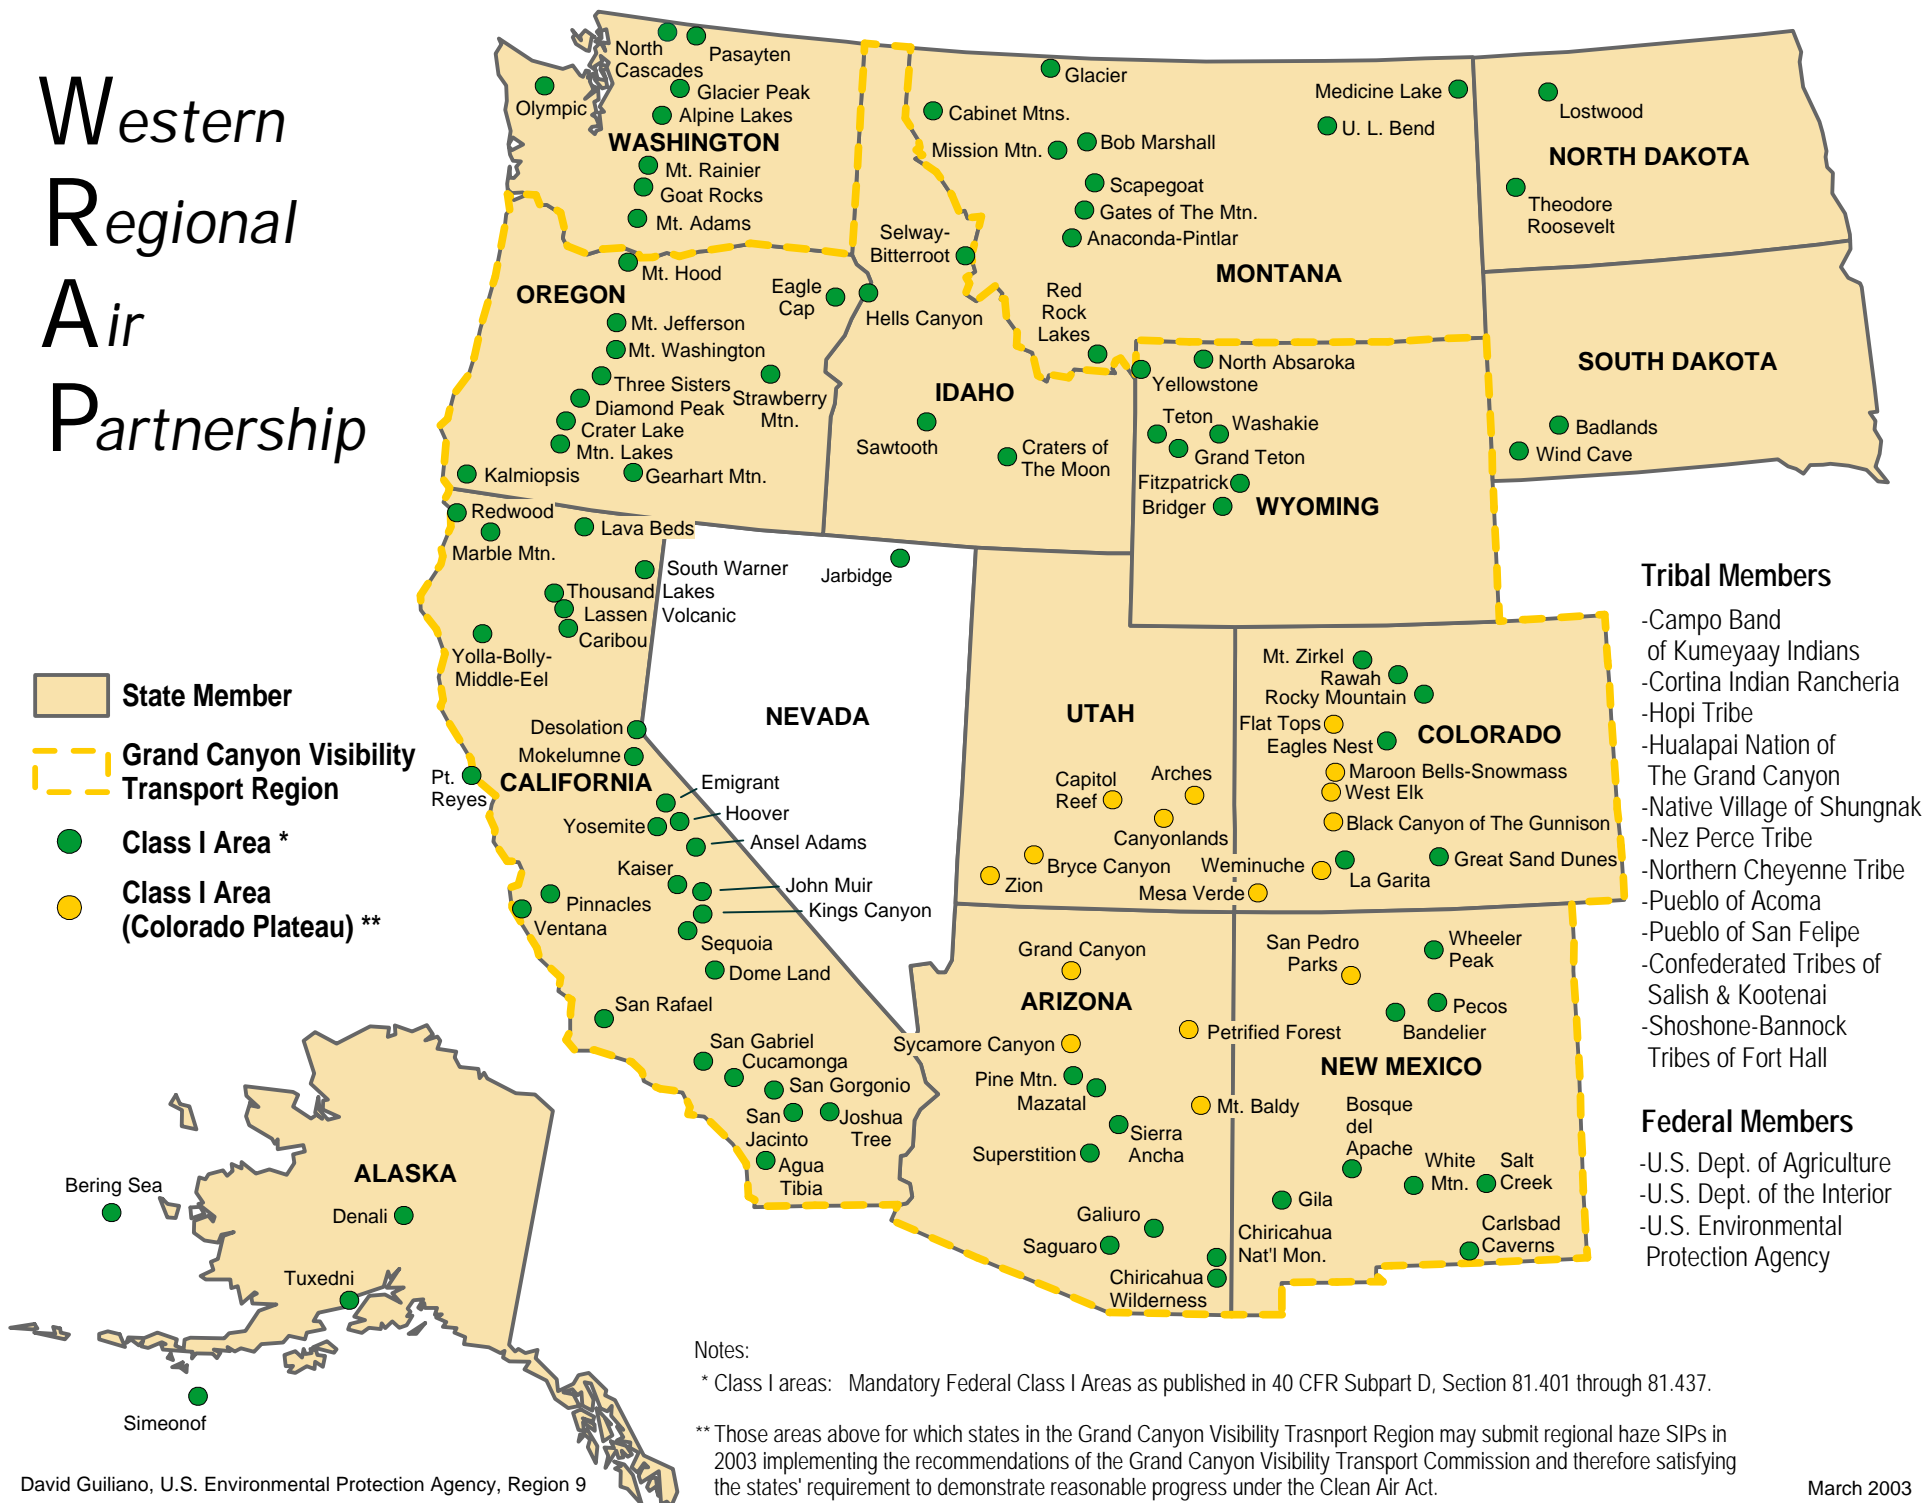 Western
Regional
Air
Partnership
State Member
Grand Canyon Visibility
Transport Region
Class I Area *
Class I Area
(Colorado Plateau) **
WASHINGTON
North
Cascades
Pasayten
Olympic
Glacier Peak
Alpine Lakes
Mt. Rainier
Goat Rocks
Mt. Adams
OREGON
Mt. Hood
Eagle
Cap
Hells Canyon
Mt. Jefferson
Mt. Washington
Three Sisters
Strawberry
Mtn.
Diamond Peak
Crater Lake
Mtn. Lakes
Kalmiopsis
Gearhart Mtn.
IDAHO
Selway-
Bitterroot
Sawtooth
Craters of
The Moon
MONTANA
Glacier
Cabinet Mtns.
Medicine Lake
U. L. Bend
Mission Mtn.
Bob Marshall
Scapegoat
Gates of The Mtn.
Anaconda-Pintlar
Red
Rock
Lakes
NORTH DAKOTA
Lostwood
Theodore
Roosevelt
SOUTH DAKOTA
Badlands
Wind Cave
WYOMING
North Absaroka
Yellowstone
Teton
Washakie
Grand Teton
Fitzpatrick
Bridger
CALIFORNIA
Redwood
Marble Mtn.
Lava Beds
South Warner
Thousand Lakes
Lassen Volcanic
Caribou
Yolla-Bolly-
Middle-Eel
Desolation
Mokelumne
Pt.
Reyes
Emigrant
Hoover
Yosemite
Ansel Adams
Kaiser
John Muir
Pinnacles
Kings Canyon
Ventana
Sequoia
Dome Land
San Rafael
San Gabriel
Cucamonga
San Gorgonio
San
Jacinto
Joshua
Tree
Agua
Tibia
NEVADA
Jarbidge
UTAH
Capitol
Reef
Arches
Canyonlands
Bryce Canyon
Zion
COLORADO
Mt. Zirkel
Rawah
Rocky Mountain
Flat Tops
Eagles Nest
Maroon Bells-Snowmass
West Elk
Black Canyon of The Gunnison
Weminuche
Great Sand Dunes
La Garita
Mesa Verde
ARIZONA
Grand Canyon
Sycamore Canyon
Petrified Forest
Pine Mtn.
Mazatal
Mt. Baldy
Sierra
Ancha
Superstition
Galiuro
Saguaro
Chiricahua
Nat'l Mon.
Chiricahua
Wilderness
NEW MEXICO
San Pedro
Parks
Wheeler
Peak
Pecos
Bandelier
Bosque
del
Apache
White
Mtn.
Salt
Creek
Gila
Carlsbad
Caverns
ALASKA
Bering Sea
Denali
Tuxedni
Simeonof
Tribal Members
-Campo Band
of Kumeyaay Indians
-Cortina Indian Rancheria
-Hopi Tribe
-Hualapai Nation of
The Grand Canyon
-Native Village of Shungnak
-Nez Perce Tribe
-Northern Cheyenne Tribe
-Pueblo of Acoma
-Pueblo of San Felipe
-Confederated Tribes of
Salish & Kootenai
-Shoshone-Bannock
Tribes of Fort Hall
Federal Members
-U.S. Dept. of Agriculture
-U.S. Dept. of the Interior
-U.S. Environmental
Protection Agency
Notes:
* Class I areas: Mandatory Federal Class I Areas as published in 40 CFR Subpart D, Section 81.401 through 81.437.
** Those areas above for which states in the Grand Canyon Visibility Trasnport Region may submit regional haze SIPs in
2003 implementing the recommendations of the Grand Canyon Visibility Transport Commission and therefore satisfying
the states' requirement to demonstrate reasonable progress under the Clean Air Act.
David Guiliano, U.S. Environmental Protection Agency, Region 9
March 2003